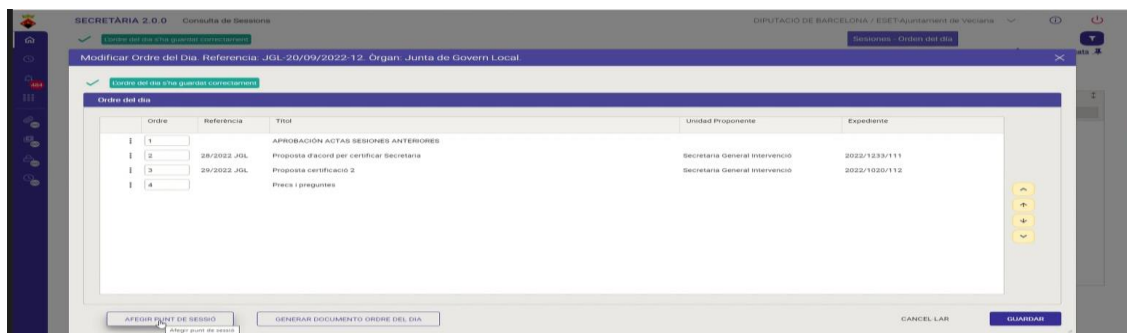 SECRETÀRIA 2.0.0 Consulta de Sessions DIPUTACIÓ DE BARCELONA / ESET-Ajuntament de Veciana
L'ordre del dia s'ha guardat correctament Sesiones - Orden del día
Modificar Ordre del Dia. Referencia: JGL-20/09/2022-12. Òrgan: Junta de Govern Local.
L'ordre del dia s'ha guardat correctament
Ordre del dia
Ordre Referència Títol Unidad Proponente Expediente
1 APROBACIÓN ACTAS SESIONES ANTERIORES
2 28/2022 JGL Proposta d'acord per certificar Secretaria Secretaria General Intervenció 2022/1233/111
3 29/2022 JGL Proposta certificació 2 Secretaria General Intervenció 2022/1020/112
4 Precs i preguntes
AFEGIR PUNT DE SESSIÓ GENERAR DOCUMENTO ORDRE DEL DIA CANCEL·LAR GUARDAR
Afegir punt de sessió